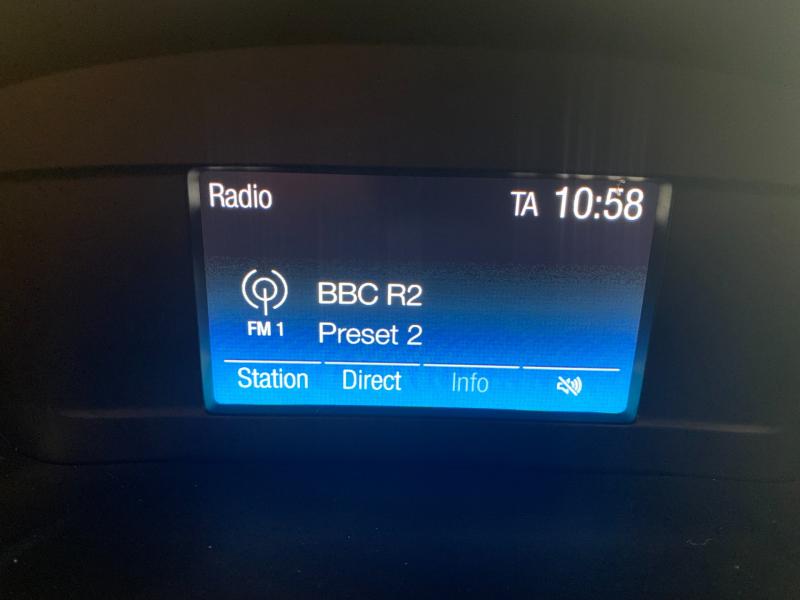 Radio TA 10:58
BBC R2
FM 1 Preset 2
Station Direct Info